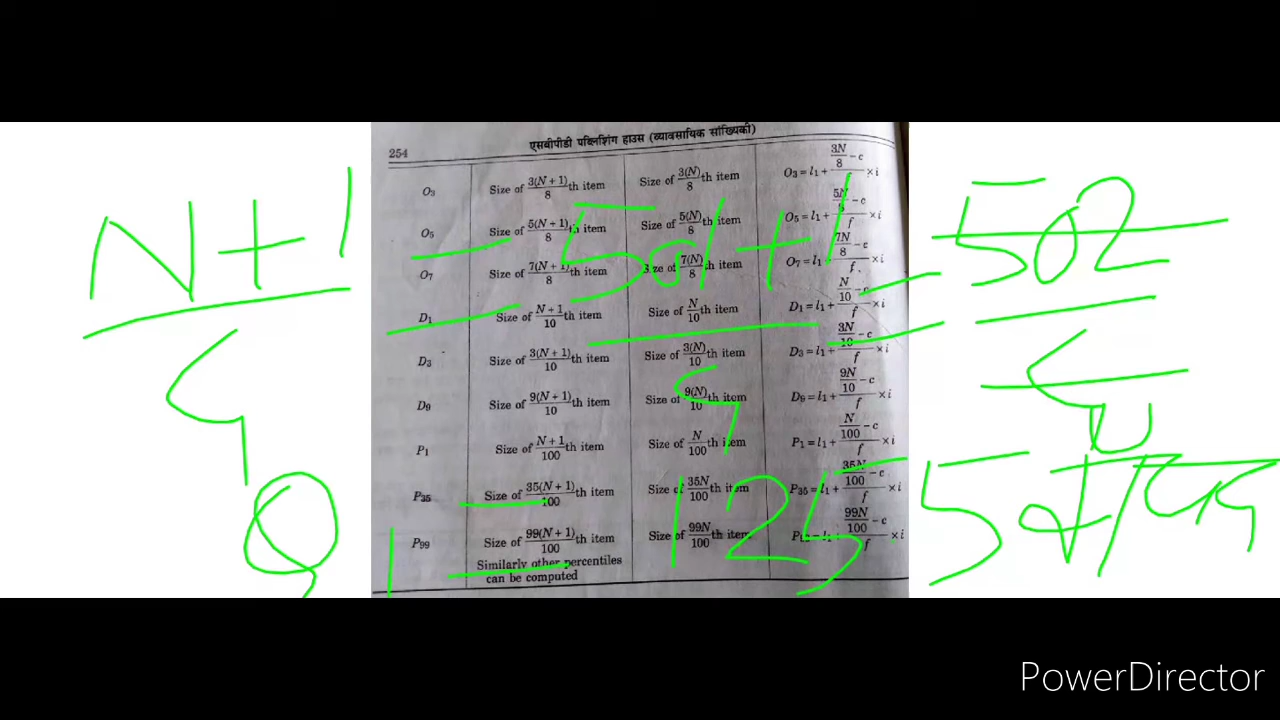 254
एसबीपीडी पब्लिशिंग हाउस (व्यावसायिक सांख्यिकी)
O₃ Size of 3(N+1)/8 th item Size of 3(N)/8 th item O₃ = l₁ + (3N/8 − c) × i
O₅ Size of 5(N+1)/8 th item Size of 5(N)/8 th item O₅ = l₁ + (5N/8 − c)/f × i
O₇ Size of 7(N+1)/8 th item Size of 7(N)/8 th item O₇ = l₁ + (7N/8 − c)/f × i
D₁ Size of N+1/10 th item Size of N/10 th item D₁ = l₁ + (N/10 − c)/f × i
D₃ Size of 3(N+1)/10 th item Size of 3(N)/10 th item D₃ = l₁ + (3N/10 − c)/f × i
D₉ Size of 9(N+1)/10 th item Size of 9(N)/10 th item D₉ = l₁ + (9N/10 − c)/f × i
P₁ Size of N+1/100 th item Size of N/100 th item P₁ = l₁ + (N/100 − c)/f × i
P₃₅ Size of 35(N+1)/100 th item Size of 35N/100 th item P₃₅ = l₁ + (35N/100 − c)/f × i
P₉₉ Size of 99(N+1)/100 th item Size of 99N/100 th item P₉₉ = l₁ + (99N/100 − c)/f × i
Similarly other percentiles
can be computed
N+1
4
Q
1
501+1
4
125
502
4
PowerDirector